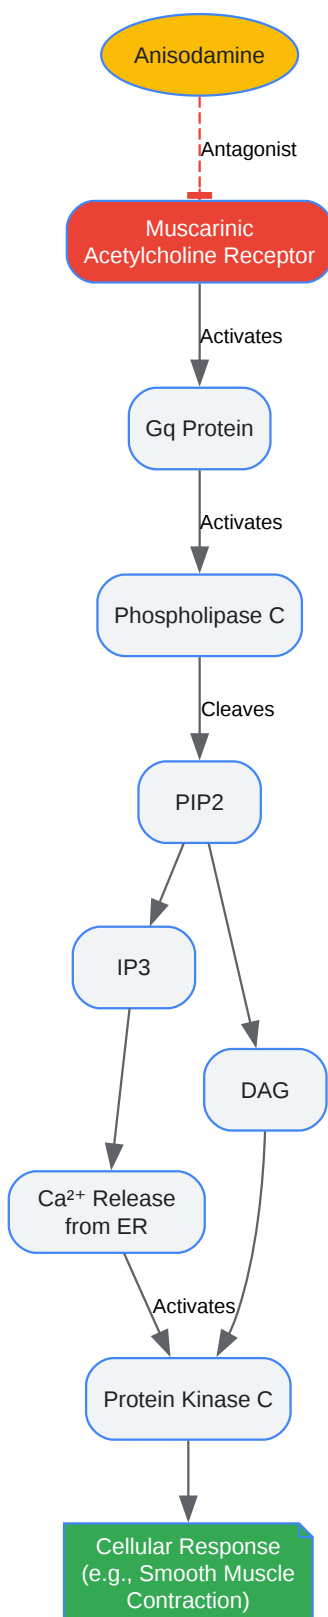 Anisodamine
Antagonist
Muscarinic
Acetylcholine Receptor
Activates
Gq Protein
Activates
Phospholipase C
Cleaves
PIP2
IP3
DAG
Ca²⁺ Release
from ER
Activates
Protein Kinase C
Cellular Response
(e.g., Smooth Muscle
Contraction)